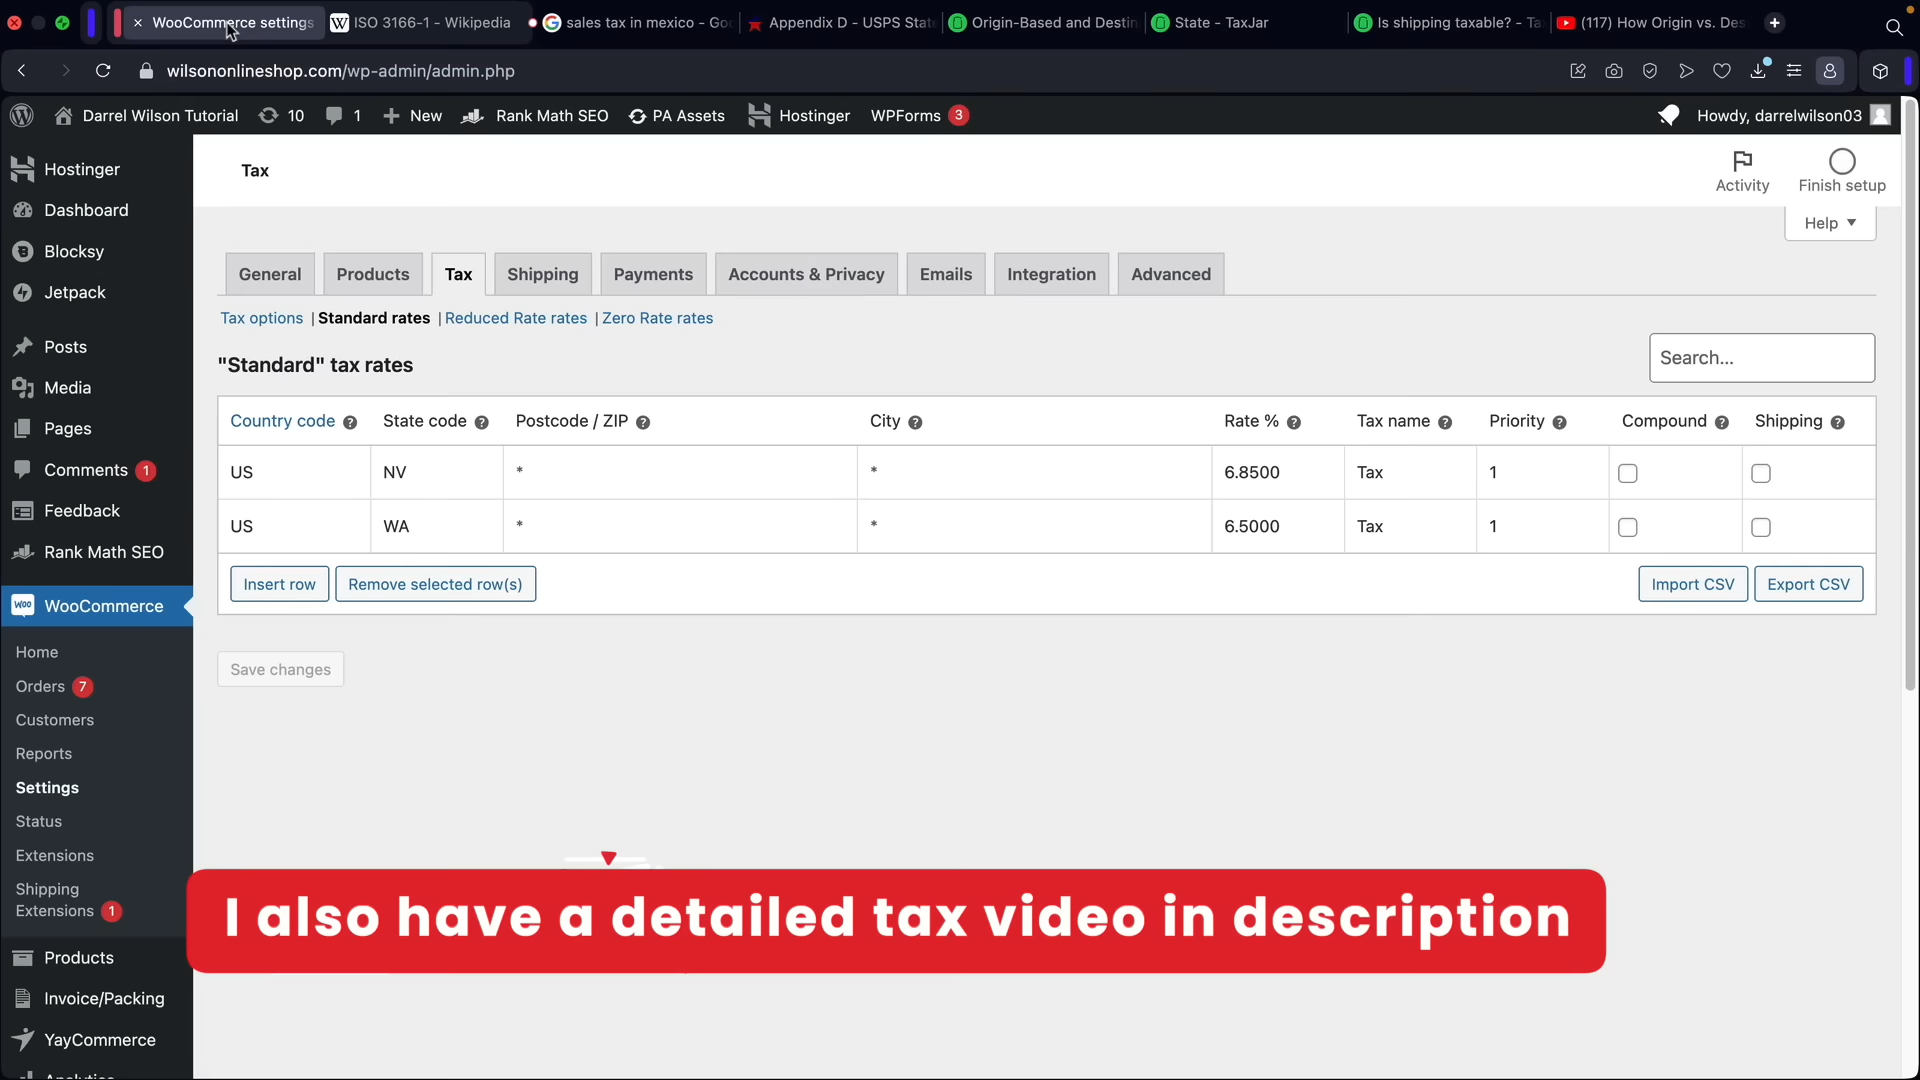 WooCommerce settings
ISO 3166-1 - Wikipedia
sales tax in mexico - Go
Appendix D - USPS Stat
Origin-Based and Destin
State - TaxJar
Is shipping taxable? - Ta
(117) How Origin vs. Des
wilsononlineshop.com/wp-admin/admin.php
Darrel Wilson Tutorial
10
1
New
Rank Math SEO
PA Assets
Hostinger
WPForms 3
Howdy, darrelwilson03
Hostinger
Dashboard
Blocksy
Jetpack
Posts
Media
Pages
Comments 1
Feedback
Rank Math SEO
WooCommerce
Home
Orders 7
Customers
Reports
Settings
Status
Extensions
Shipping
Extensions 1
Products
Invoice/Packing
YayCommerce
Analytics
Tax
Activity
Finish setup
Help
General
Products
Tax
Shipping
Payments
Accounts & Privacy
Emails
Integration
Advanced
Tax options | Standard rates | Reduced Rate rates | Zero Rate rates
"Standard" tax rates
Search...
Country code ? State code ? Postcode / ZIP ? City ? Rate % ? Tax name ? Priority ? Compound ? Shipping ?
US NV * * 6.8500 Tax 1
US WA * * 6.5000 Tax 1
Insert row
Remove selected row(s)
Import CSV
Export CSV
Save changes
I also have a detailed tax video in description